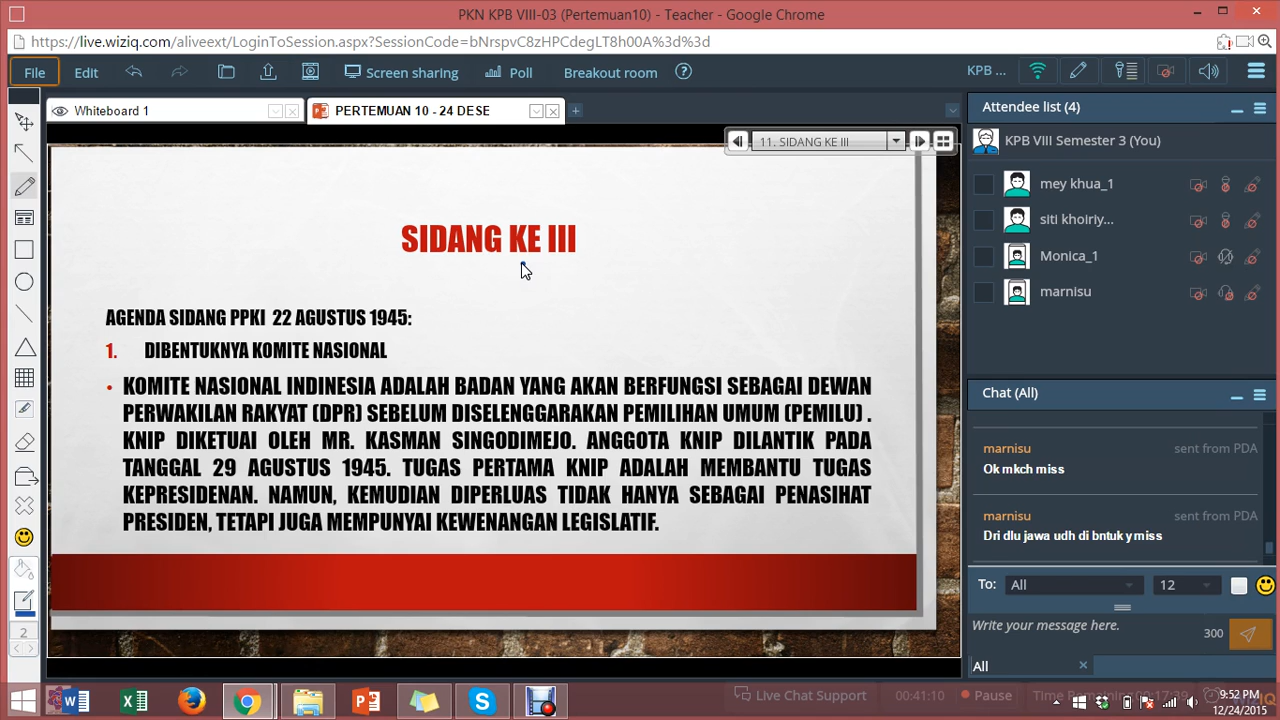 PKN KPB VIII-03 (Pertemuan10) - Teacher - Google Chrome
https://live.wiziq.com/aliveext/LoginToSession.aspx?SessionCode=bNrspvC8zHPCdegLT8h00A%3d%3d
File Edit Screen sharing Poll Breakout room KPB ...
Whiteboard 1 PERTEMUAN 10 - 24 DESE
11. SIDANG KE III
SIDANG KE III
AGENDA SIDANG PPKI 22 AGUSTUS 1945:
1. DIBENTUKNYA KOMITE NASIONAL
• KOMITE NASIONAL INDINESIA ADALAH BADAN YANG AKAN BERFUNGSI SEBAGAI DEWAN
PERWAKILAN RAKYAT (DPR) SEBELUM DISELENGGARAKAN PEMILIHAN UMUM (PEMILU) .
KNIP DIKETUAI OLEH MR. KASMAN SINGODIMEJO. ANGGOTA KNIP DILANTIK PADA
TANGGAL 29 AGUSTUS 1945. TUGAS PERTAMA KNIP ADALAH MEMBANTU TUGAS
KEPRESIDENAN. NAMUN, KEMUDIAN DIPERLUAS TIDAK HANYA SEBAGAI PENASIHAT
PRESIDEN, TETAPI JUGA MEMPUNYAI KEWENANGAN LEGISLATIF.
2
Attendee list (4)
KPB VIII Semester 3 (You)
mey khua_1
siti khoiriy...
Monica_1
marnisu
Chat (All)
marnisu sent from PDA
Ok mkch miss
marnisu sent from PDA
Dri dlu jawa udh di bntuk y miss
To: All 12
Write your message here. 300
All
Live Chat Support 00:41:10 Pause
9:52 PM
12/24/2015